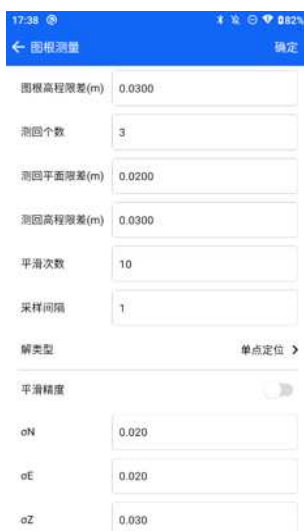 17:38 82%
图根测量 确定
图根高程限差(m) 0.0300
测回个数 3
测回平面限差(m) 0.0200
测回高程限差(m) 0.0300
平滑次数 10
采样间隔 1
解类型 单点定位
平滑精度
σN 0.020
σE 0.020
σZ 0.030